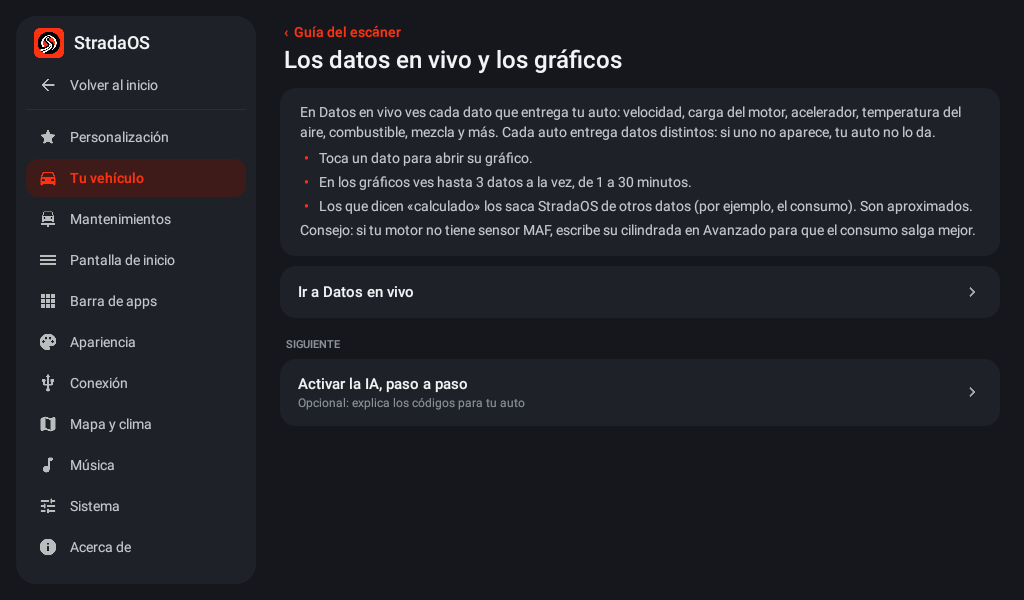 StradaOS
Volver al inicio
Personalización
Tu vehículo
Mantenimientos
Pantalla de inicio
Barra de apps
Apariencia
Conexión
Mapa y clima
Música
Sistema
Acerca de
‹ Guía del escáner
Los datos en vivo y los gráficos
En Datos en vivo ves cada dato que entrega tu auto: velocidad, carga del motor, acelerador, temperatura del
aire, combustible, mezcla y más. Cada auto entrega datos distintos: si uno no aparece, tu auto no lo da.
• Toca un dato para abrir su gráfico.
• En los gráficos ves hasta 3 datos a la vez, de 1 a 30 minutos.
• Los que dicen «calculado» los saca StradaOS de otros datos (por ejemplo, el consumo). Son aproximados.
Consejo: si tu motor no tiene sensor MAF, escribe su cilindrada en Avanzado para que el consumo salga mejor.
Ir a Datos en vivo
SIGUIENTE
Activar la IA, paso a paso
Opcional: explica los códigos para tu auto